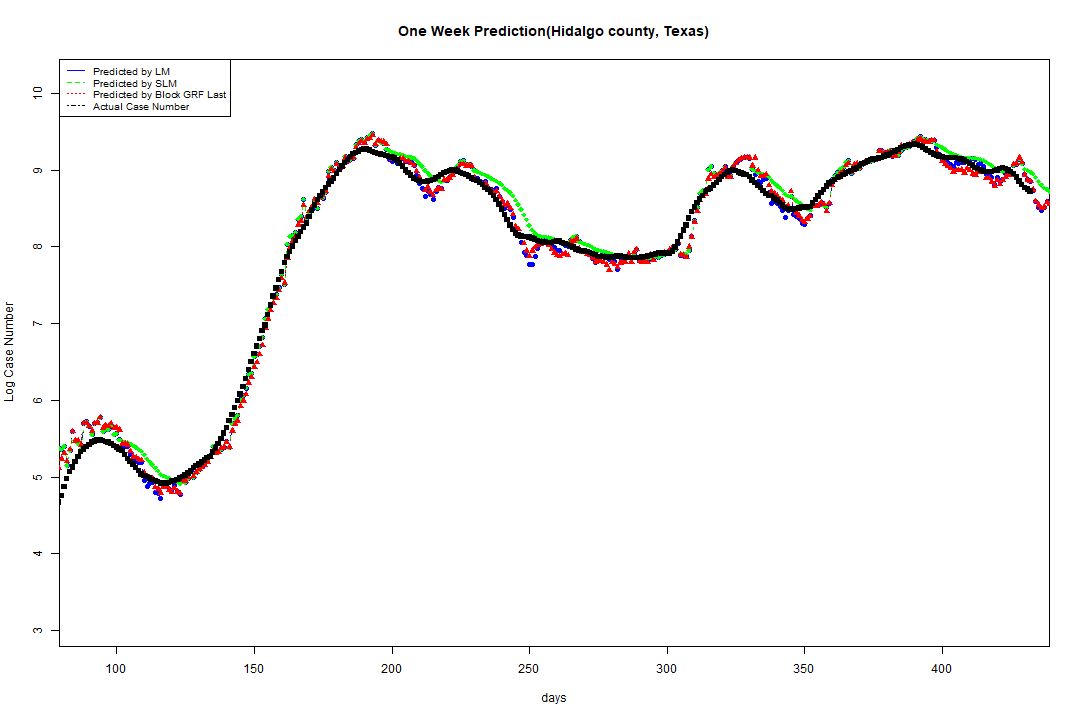 One Week Prediction(Hidalgo county, Texas)
Predicted by LM
Predicted by SLM
Predicted by Block GRF Last
Actual Case Number
Log Case Number
10
9
8
7
6
5
4
3
100 150 200 250 300 350 400
days